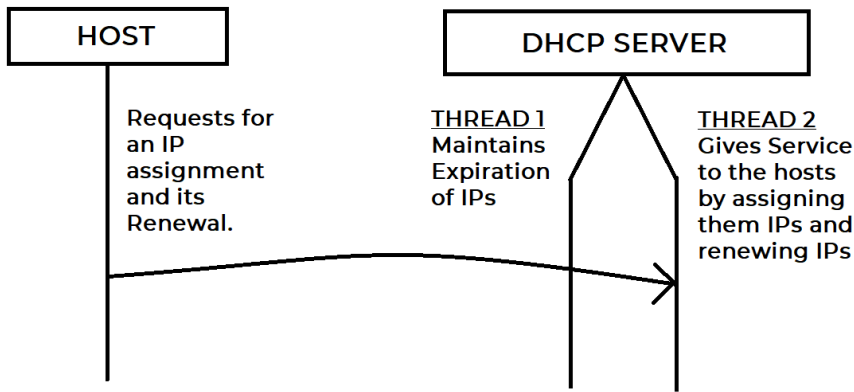 HOST
DHCP SERVER
Requests for
an IP
assignment
and its
Renewal.
THREAD 1
Maintains
Expiration
of IPs
THREAD 2
Gives Service
to the hosts
by assigning
them IPs and
renewing IPs